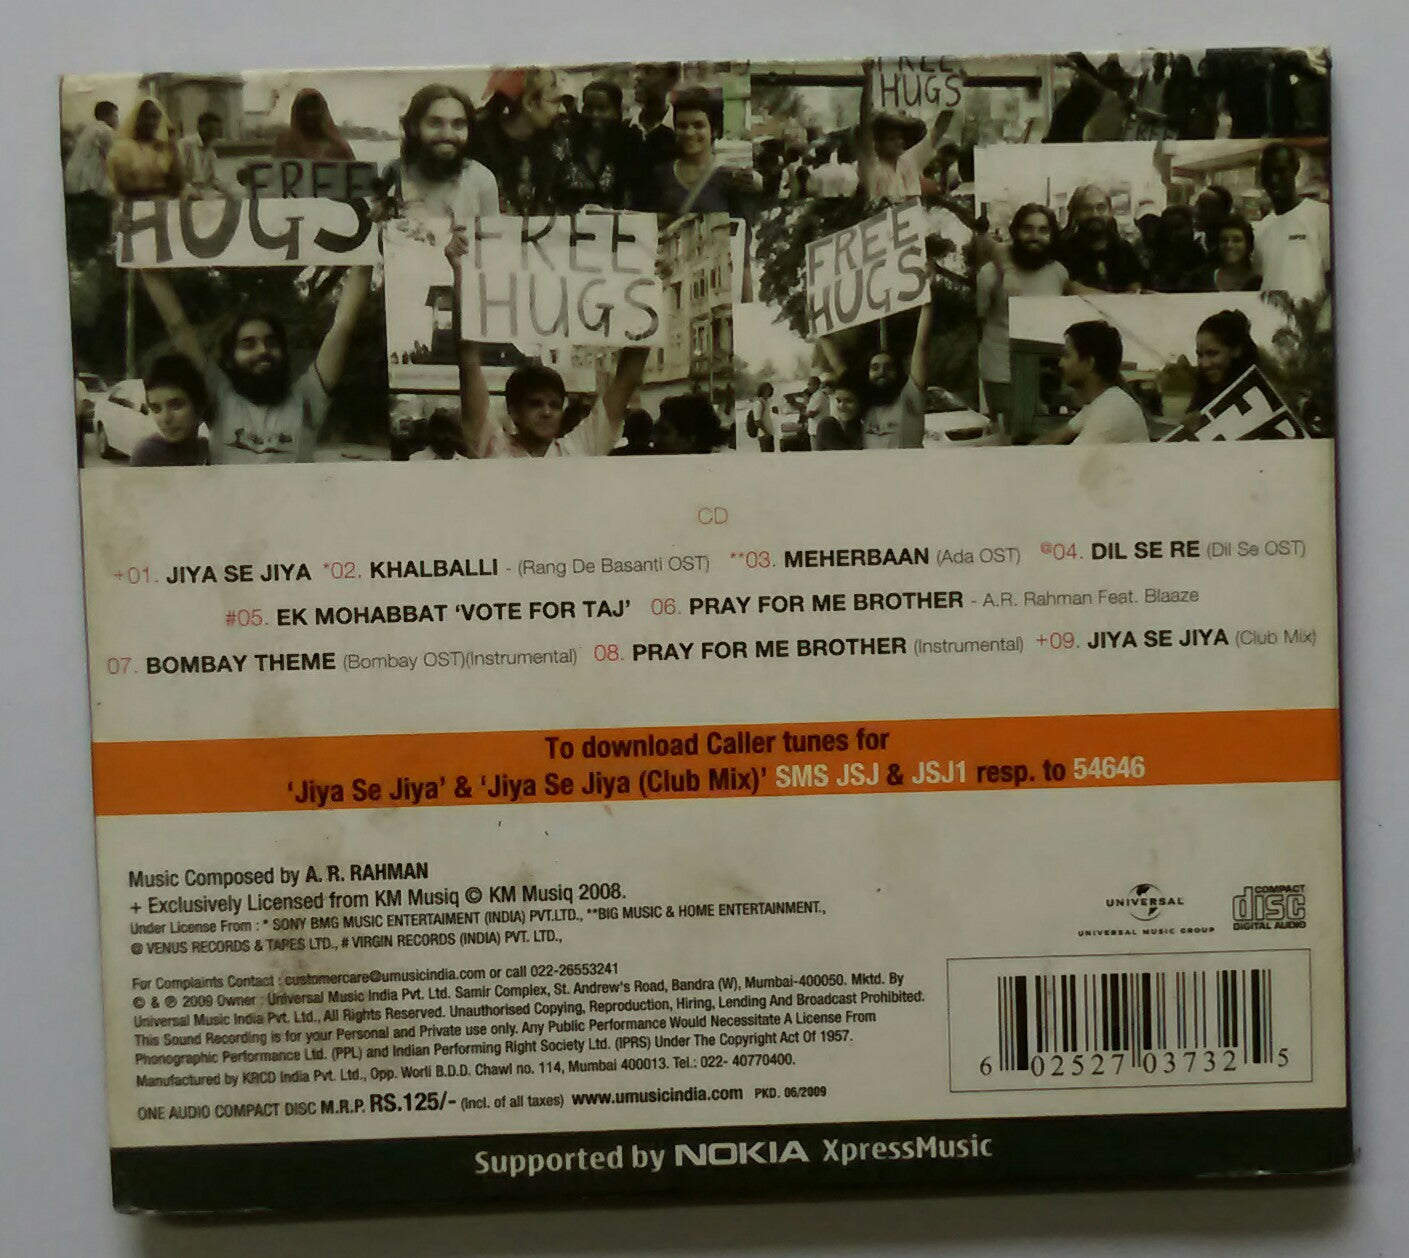 FREE HUGS
FREE
HUGS
FREE
HUGS
FREE
HUGS
FREE
CD
+01. JIYA SE JIYA *02. KHALBALLI - (Rang De Basanti OST) **03. MEHERBAAN (Ada OST) @04. DIL SE RE (Dil Se OST)
#05. EK MOHABBAT ‘VOTE FOR TAJ’ 06. PRAY FOR ME BROTHER - A.R. Rahman Feat. Blaaze
07. BOMBAY THEME (Bombay OST)(Instrumental) 08. PRAY FOR ME BROTHER (Instrumental) +09. JIYA SE JIYA (Club Mix)
To download Caller tunes for
‘Jiya Se Jiya’ & ‘Jiya Se Jiya (Club Mix)’ SMS JSJ & JSJ1 resp. to 54646
Music Composed by A. R. RAHMAN
+ Exclusively Licensed from KM Musiq © KM Musiq 2008.
Under License From : * SONY BMG MUSIC ENTERTAIMENT (INDIA) PVT.LTD., **BIG MUSIC & HOME ENTERTAINMENT.,
@ VENUS RECORDS & TAPES LTD., # VIRGIN RECORDS (INDIA) PVT. LTD.,
UNIVERSAL
UNIVERSAL MUSIC GROUP
COMPACT
disc
DIGITAL AUDIO
For Complaints Contact : customercare@umusicindia.com or call 022-26553241
© & ℗ 2009 Owner : Universal Music India Pvt. Ltd. Samir Complex, St. Andrew's Road, Bandra (W), Mumbai-400050. Mktd. By
Universal Music India Pvt. Ltd., All Rights Reserved. Unauthorised Copying, Reproduction, Hiring, Lending And Broadcast Prohibited.
This Sound Recording is for your Personal and Private use only. Any Public Performance Would Necessitate A License From
Phonographic Performance Ltd. (PPL) and Indian Performing Right Society Ltd. (IPRS) Under The Copyright Act Of 1957.
Manufactured by KRCD India Pvt. Ltd., Opp. Worli B.D.D. Chawl no. 114, Mumbai 400013. Tel.: 022- 40770400.
ONE AUDIO COMPACT DISC M.R.P. RS.125/- (Incl. of all taxes) www.umusicindia.com PKD. 06/2009
6 02527 03732 5
Supported by NOKIA XpressMusic